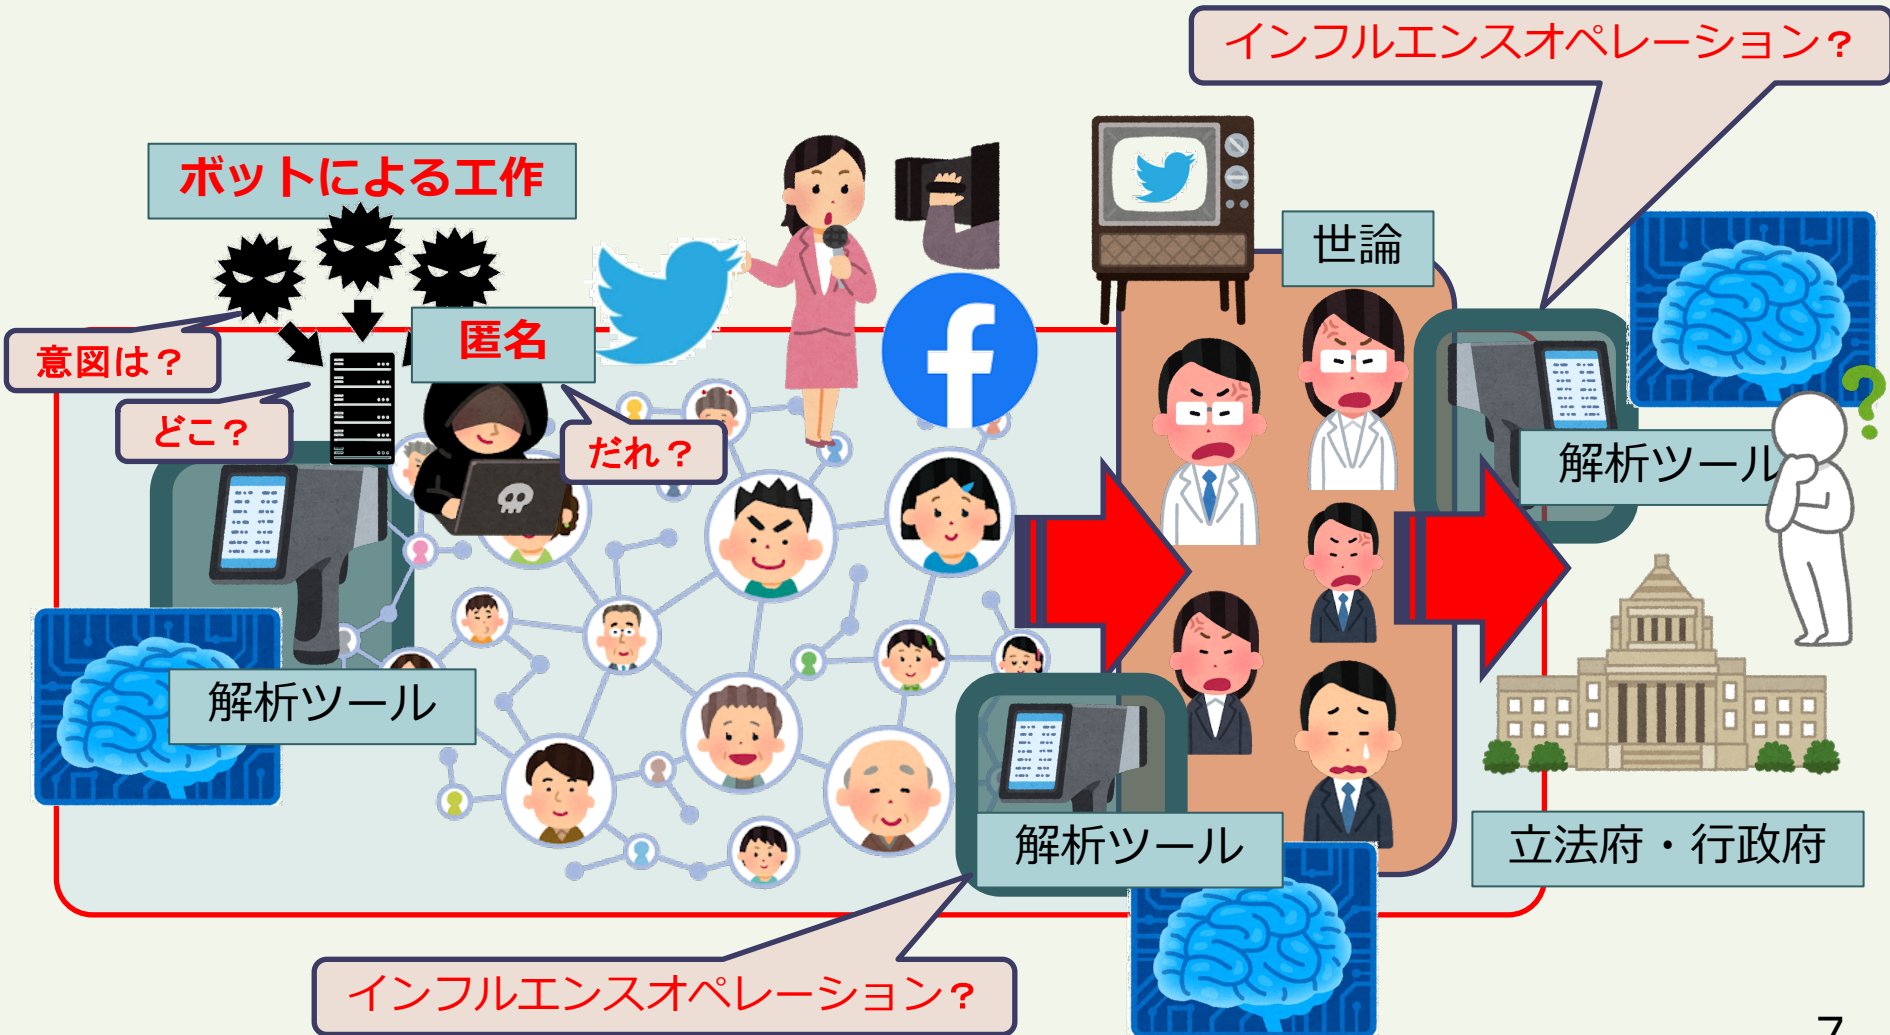 インフルエンスオペレーション?
ボットによる工作
世論
匿名
意図は?
どこ?
だれ?
解析ツール
解析ツール
解析ツール
立法府・行政府
インフルエンスオペレーション?
7